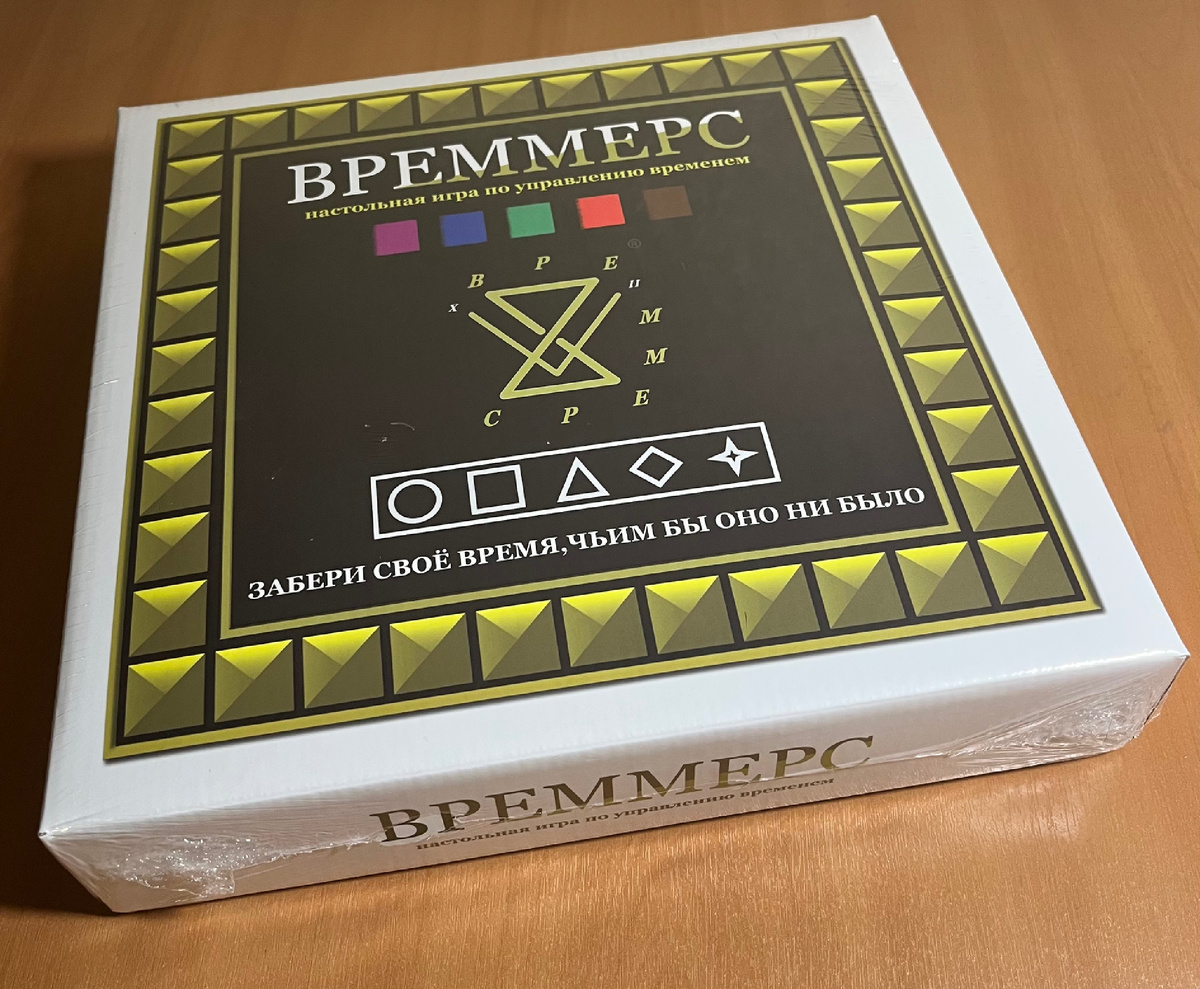 ВРЕММЕРС
настольная игра по управлению временем
®
В Р Е
X II
М
М
С Р Е
ЗАБЕРИ СВОЁ ВРЕМЯ,ЧЬИМ БЫ ОНО НИ БЫЛО
ВРЕММЕРС
настольная игра по управлению временем